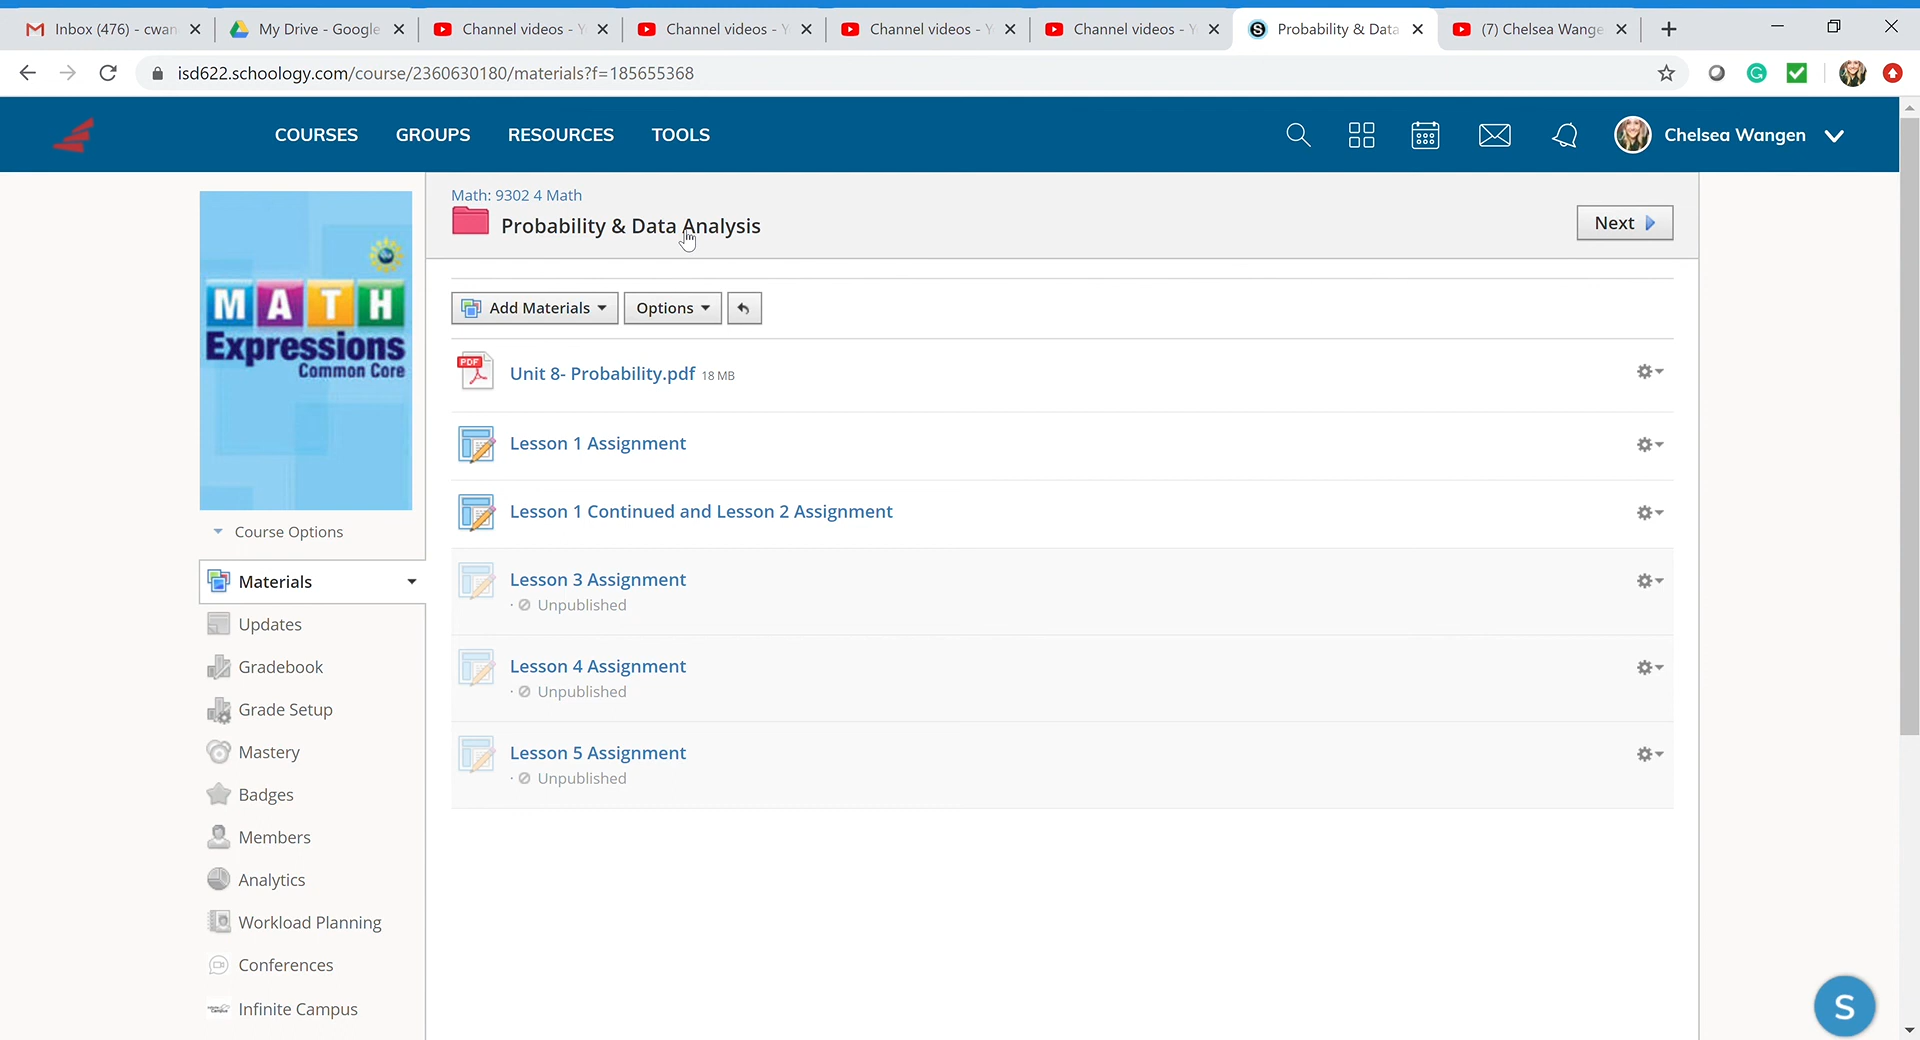 Inbox (476) - cwan
My Drive - Google
Channel videos - Y
Channel videos - Y
Channel videos - Y
Channel videos - Y
Probability & Data
(7) Chelsea Wange
isd622.schoology.com/course/2360630180/materials?f=185655368
COURSES GROUPS RESOURCES TOOLS
Chelsea Wangen
Math: 9302 4 Math
Probability & Data Analysis
Next
MATH
Expressions
Common Core
Add Materials Options
PDF
Unit 8- Probability.pdf 18 MB
Lesson 1 Assignment
Lesson 1 Continued and Lesson 2 Assignment
Lesson 3 Assignment
· Unpublished
Lesson 4 Assignment
· Unpublished
Lesson 5 Assignment
· Unpublished
Course Options
Materials
Updates
Gradebook
Grade Setup
Mastery
Badges
Members
Analytics
Workload Planning
Conferences
Infinite Campus
S